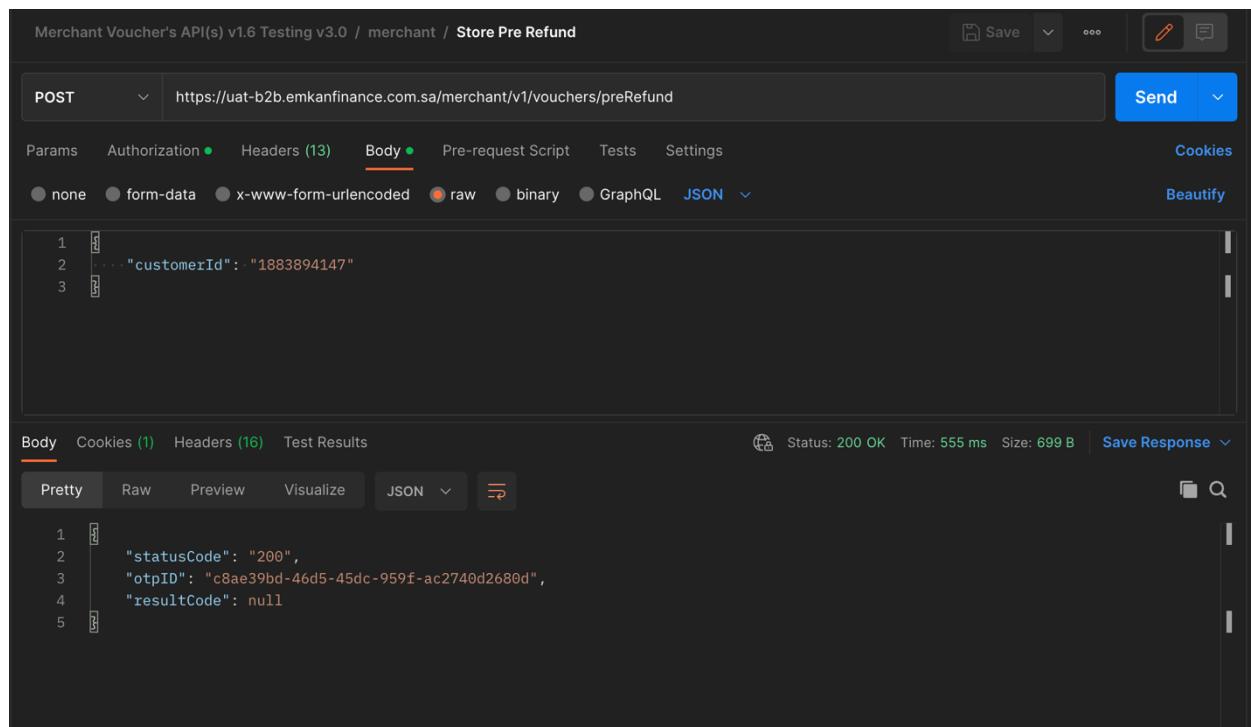 Merchant Voucher's API(s) v1.6 Testing v3.0 / merchant / Store Pre Refund Save
POST https://uat-b2b.emkanfinance.com.sa/merchant/v1/vouchers/preRefund Send
Params Authorization Headers (13) Body Pre-request Script Tests Settings Cookies
none form-data x-www-form-urlencoded raw binary GraphQL JSON Beautify
1 {
2 "customerId": "1883894147"
3 }
Body Cookies (1) Headers (16) Test Results Status: 200 OK Time: 555 ms Size: 699 B Save Response
Pretty Raw Preview Visualize JSON
1 {
2 "statusCode": "200",
3 "otpID": "c8ae39bd-46d5-45dc-959f-ac2740d2680d",
4 "resultCode": null
5 }